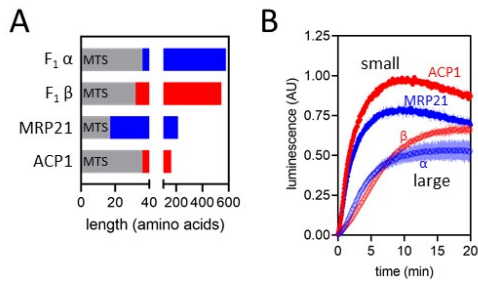 A
F1 α MTS
F1 β MTS
MRP21 MTS
ACP1 MTS
0 20 40 200 400 600
length (amino acids)
B
luminescence (AU)
1.00
0.75
0.50
0.25
0.00
small
ACP1
MRP21
β
α
large
0 5 10 15 20
time (min)